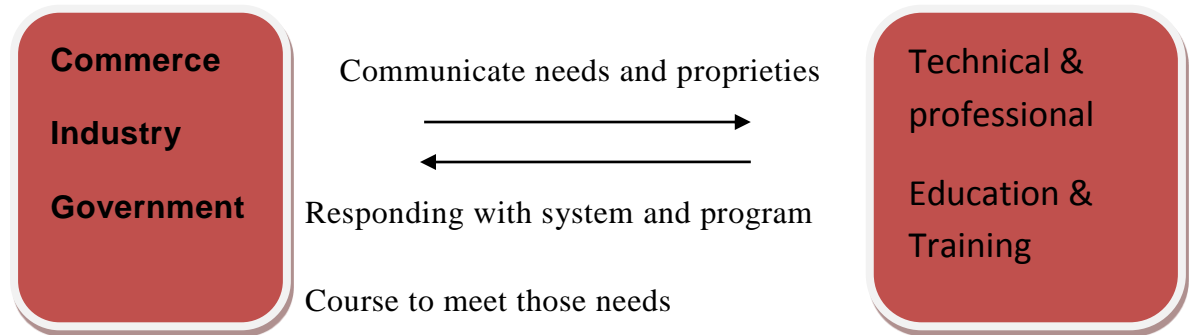 Commerce
Industry
Government
Communicate needs and proprieties
Responding with system and program
Course to meet those needs
Technical &
professional
Education &
Training